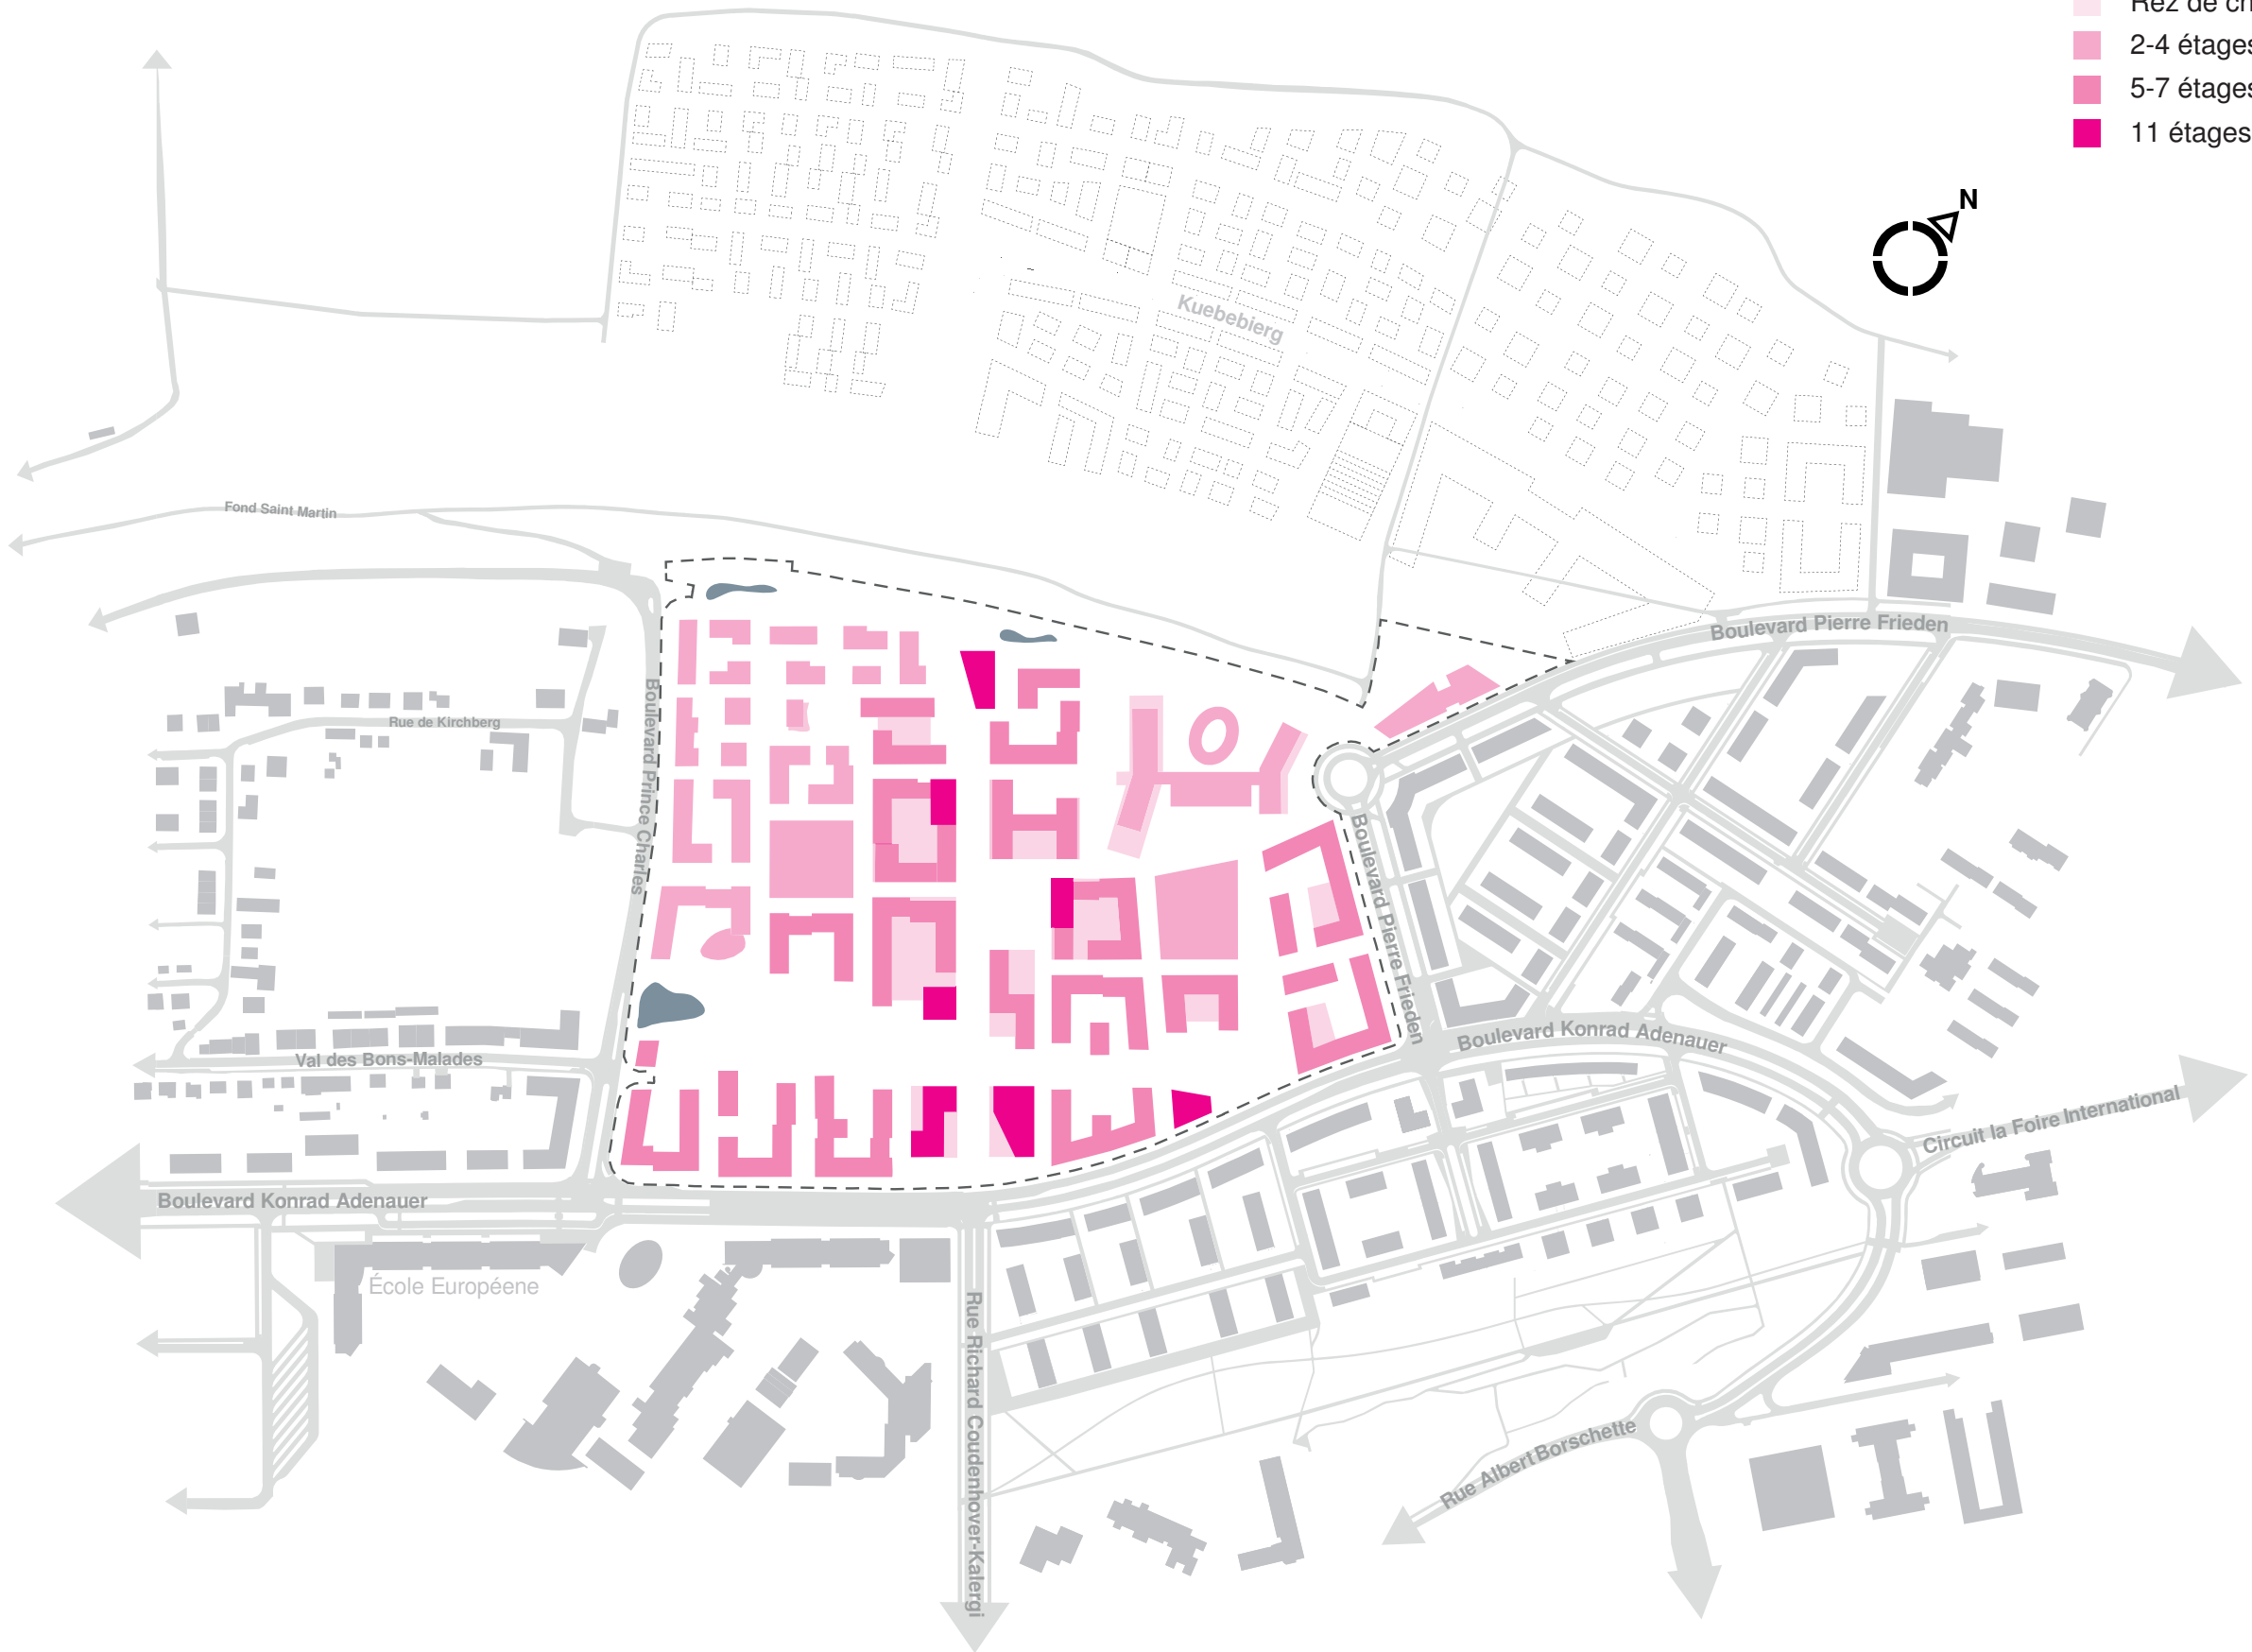 Rez de
2-4 étages
5-7 étages
11 étages
N
Kuebebierg
Fond Saint Martin
Boulevard Pierre Frieden
Rue de Kirchberg
Boulevard Prince Charles
Boulevard Pierre Frieden
Boulevard Konrad Adenauer
Val des Bons-Malades
Circuit la Foire International
Boulevard Konrad Adenauer
École Européene
Rue Richard Coudenhover-Kalergi
Rue Albert Borschette